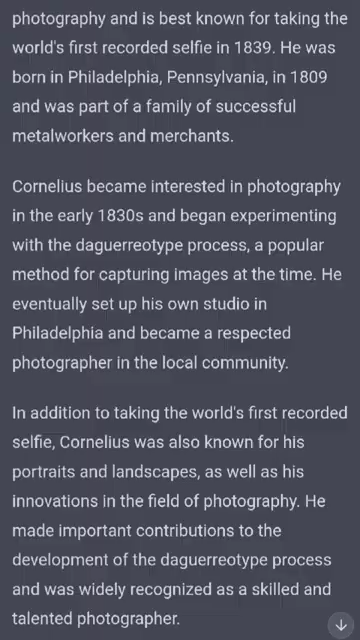 photography and is best known for taking the
world's first recorded selfie in 1839. He was
born in Philadelphia, Pennsylvania, in 1809
and was part of a family of successful
metalworkers and merchants.
Cornelius became interested in photography
in the early 1830s and began experimenting
with the daguerreotype process, a popular
method for capturing images at the time. He
eventually set up his own studio in
Philadelphia and became a respected
photographer in the local community.
In addition to taking the world's first recorded
selfie, Cornelius was also known for his
portraits and landscapes, as well as his
innovations in the field of photography. He
made important contributions to the
development of the daguerreotype process
and was widely recognized as a skilled and
talented photographer.